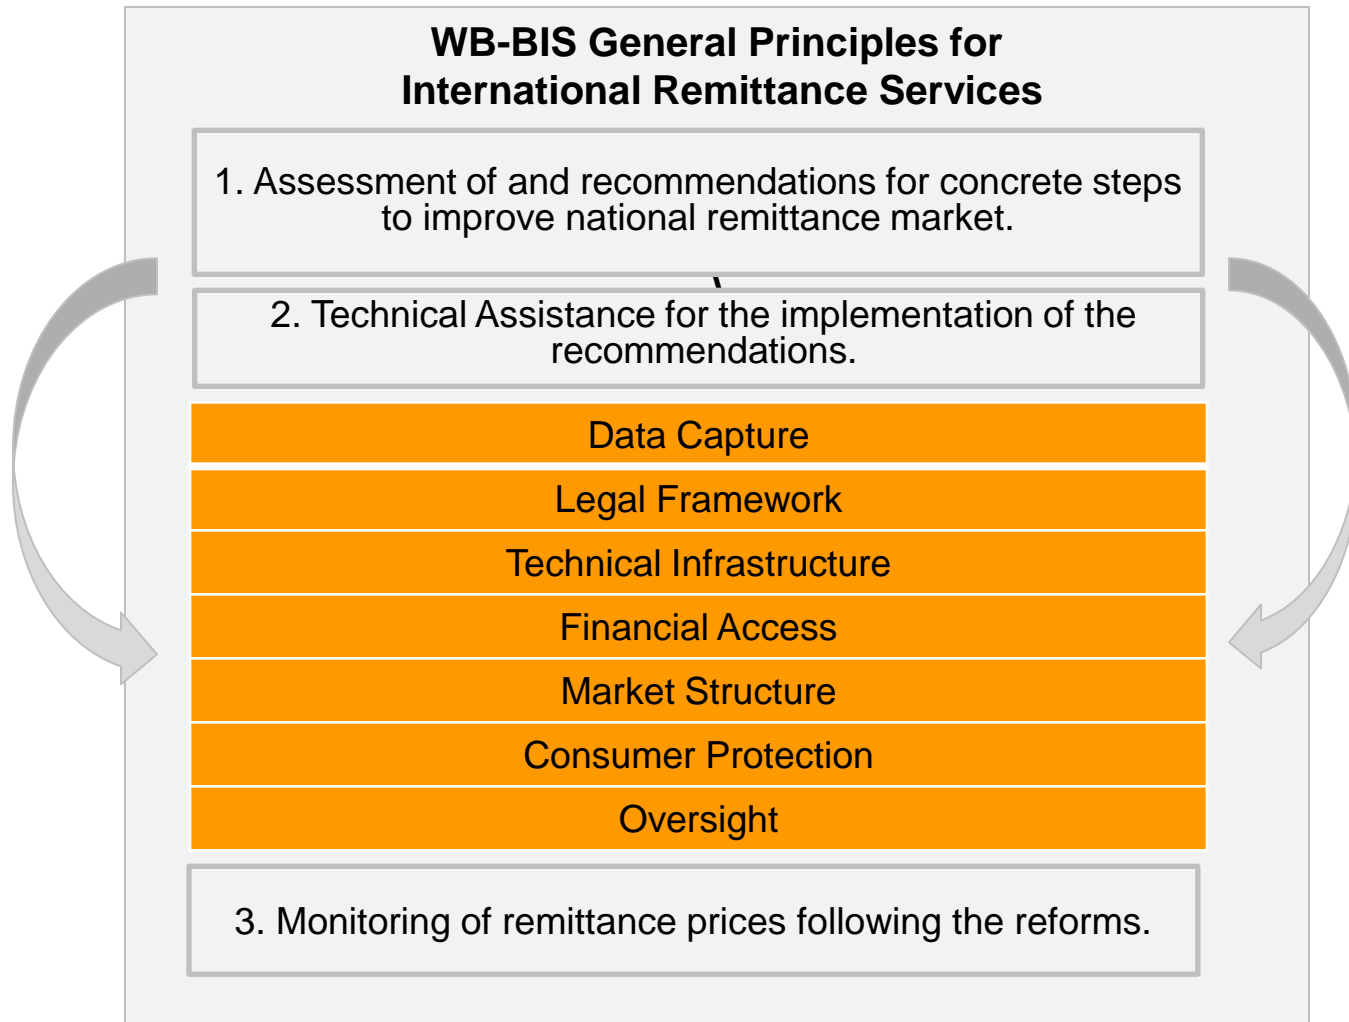 WB-BIS General Principles for
International Remittance Services
1. Assessment of and recommendations for concrete steps
to improve national remittance market.
2. Technical Assistance for the implementation of the
recommendations.
Data Capture
Legal Framework
Technical Infrastructure
Financial Access
Market Structure
Consumer Protection
Oversight
3. Monitoring of remittance prices following the reforms.